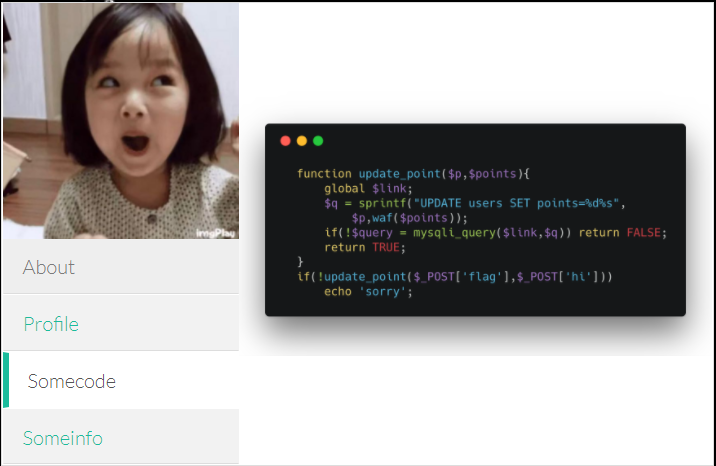 imgPlay
About
Profile
Somecode
Someinfo
function update_point($p,$points){
global $link;
$q = sprintf("UPDATE users SET points=%d%s",
$p,waf($points));
if(!$query = mysqli_query($link,$q)) return FALSE;
return TRUE;
}
if(!update_point($_POST['flag'],$_POST['hi']))
echo 'sorry';